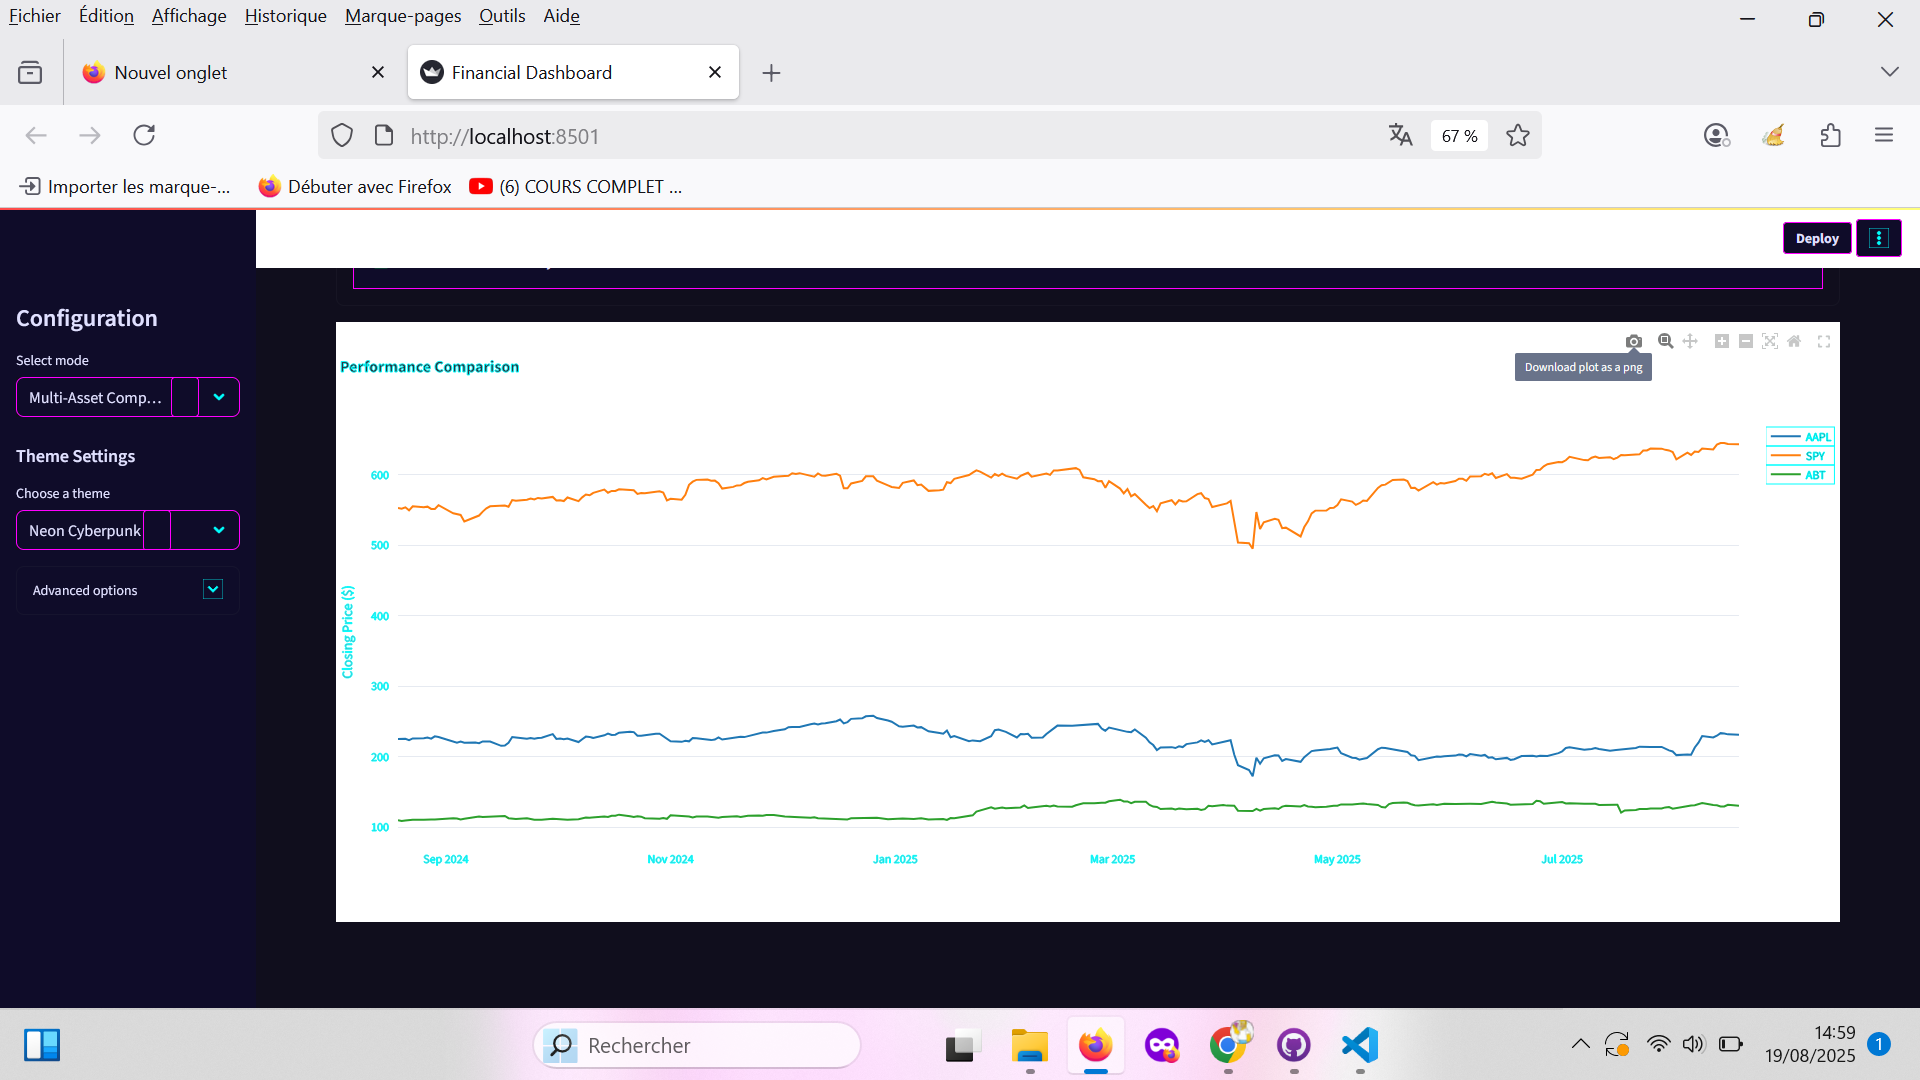 Fichier Édition Affichage Historique Marque-pages Outils Aide
Nouvel onglet
Financial Dashboard
http://localhost:8501
67 %
Importer les marque-...
Débuter avec Firefox
(6) COURS COMPLET ...
Deploy
Configuration
Select mode
Multi-Asset Comp...
Theme Settings
Choose a theme
Neon Cyberpunk
Advanced options
Download plot as a png
Performance Comparison
AAPL
SPY
ABT
Closing Price ($)
600
500
400
300
200
100
Sep 2024
Nov 2024
Jan 2025
Mar 2025
May 2025
Jul 2025
Rechercher
14:59
19/08/2025
1